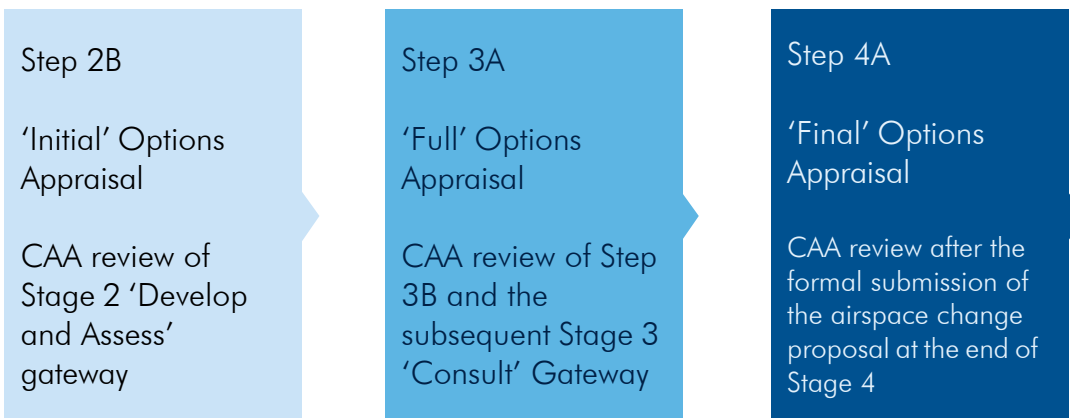 Step 2B
‘Initial’ Options
Appraisal
CAA review of
Stage 2 ‘Develop
and Assess’
gateway
Step 3A
‘Full’ Options
Appraisal
CAA review of Step
3B and the
subsequent Stage 3
‘Consult’ Gateway
Step 4A
‘Final’ Options
Appraisal
CAA review after the
formal submission of
the airspace change
proposal at the end of
Stage 4